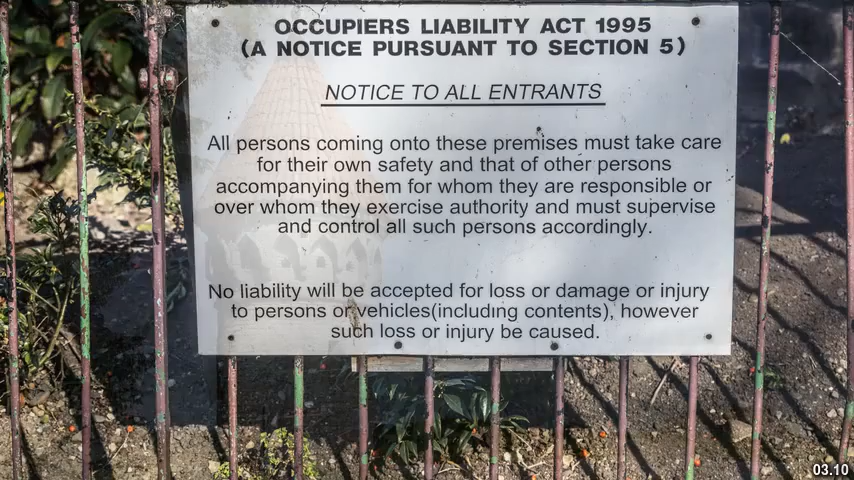 OCCUPIERS LIABILITY ACT 1995
(A NOTICE PURSUANT TO SECTION 5)
NOTICE TO ALL ENTRANTS
All persons coming onto these premises must take care
for their own safety and that of other persons
accompanying them for whom they are responsible or
over whom they exercise authority and must supervise
and control all such persons accordingly.
No liability will be accepted for loss or damage or injury
to persons or vehicles(including contents), however
such loss or injury be caused.
03.10